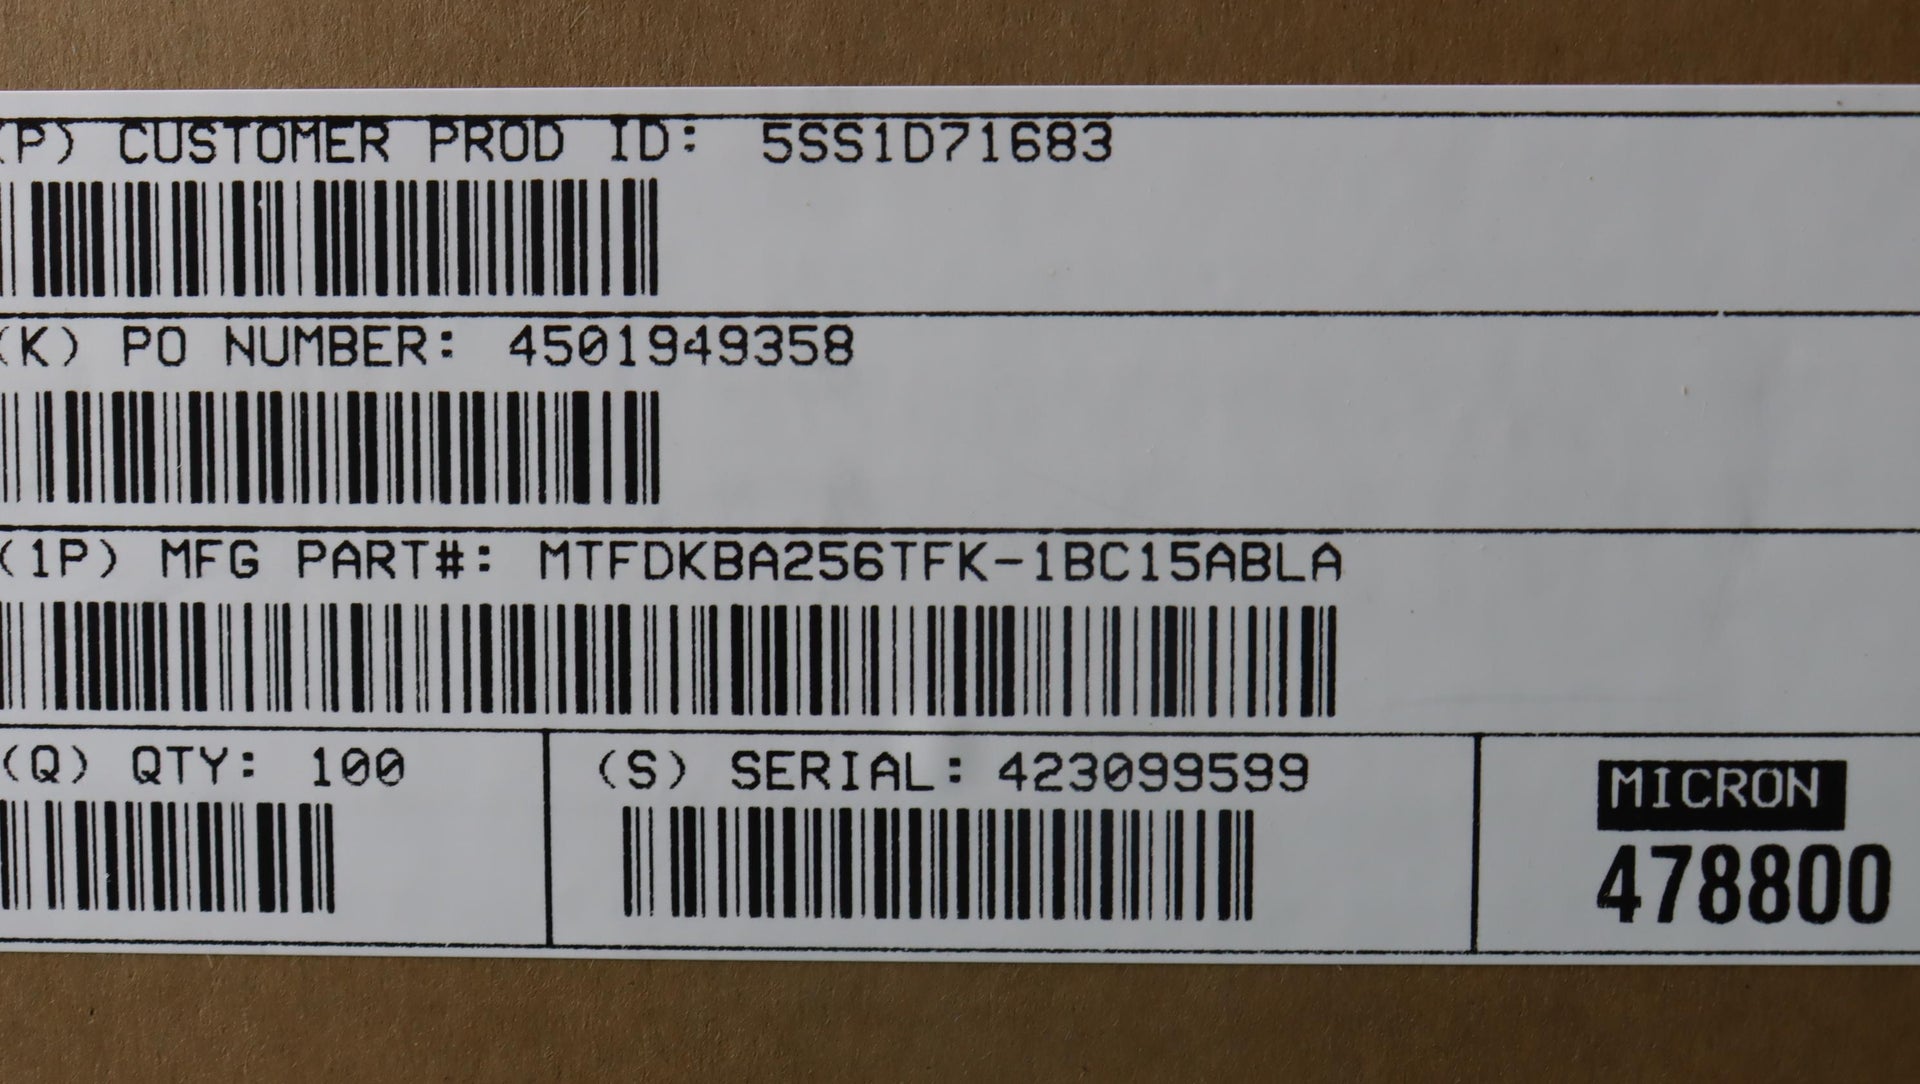 (P) CUSTOMER PROD ID: 5SS1D71683
(K) PO NUMBER: 4501949358
(1P) MFG PART#: MTFDKBA256TFK-1BC15ABLA
(Q) QTY: 100
(S) SERIAL: 423099599
MICRON
478800